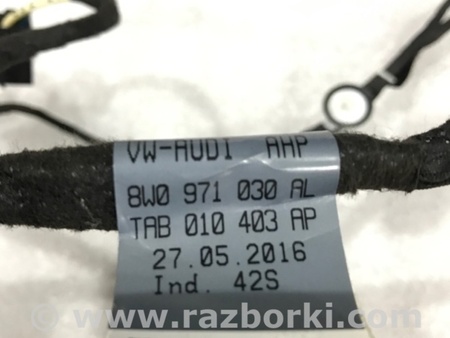 VW-AUDI AHP
8W0 971 030 AL
TAB 010 403 AP
27.05.2016
Ind. 42S
www.razborki.com